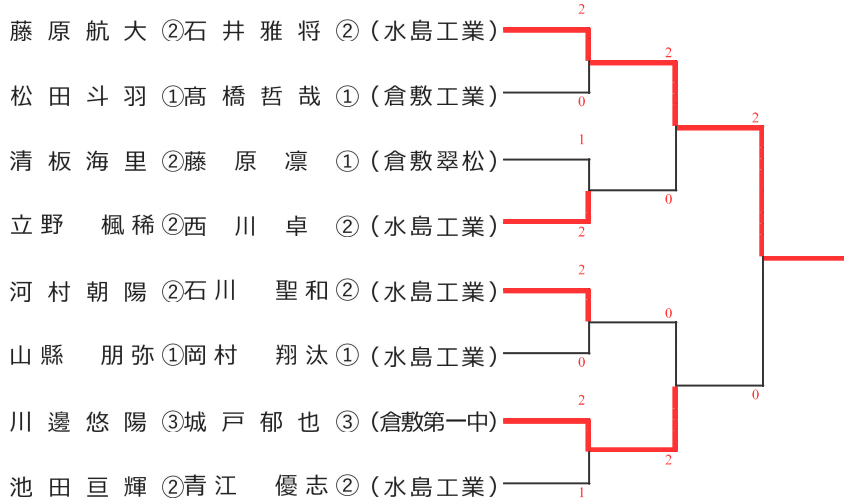 2
藤原航大②石井雅将②(水島工業)
2
松田斗羽①髙橋哲哉①(倉敷工業)
0
2
1
清板海里②藤原凛①(倉敷翠松)
0
立野楓稀②西川卓②(水島工業)
2
2
河村朝陽②石川聖和②(水島工業)
0
山縣朋弥①岡村翔汰①(水島工業)
0
0
2
川邊悠陽③城戸郁也③(倉敷第一中)
2
池田亘輝②青江優志②(水島工業)
1